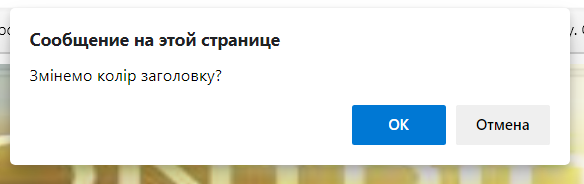 Сообщение на этой странице
Змінемо колір заголовку?
OK
Отмена